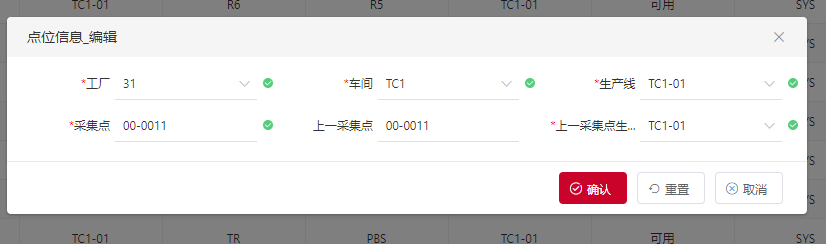 TC1-01 R6 R5 TC1-01 可用 SYS
点位信息_编辑
*工厂 31 *车间 TC1 *生产线 TC1-01
*采集点 00-0011 上一采集点 00-0011 *上一采集点生... TC1-01
确认 重置 取消
TC1-01 TR PBS TC1-01 可用 SYS